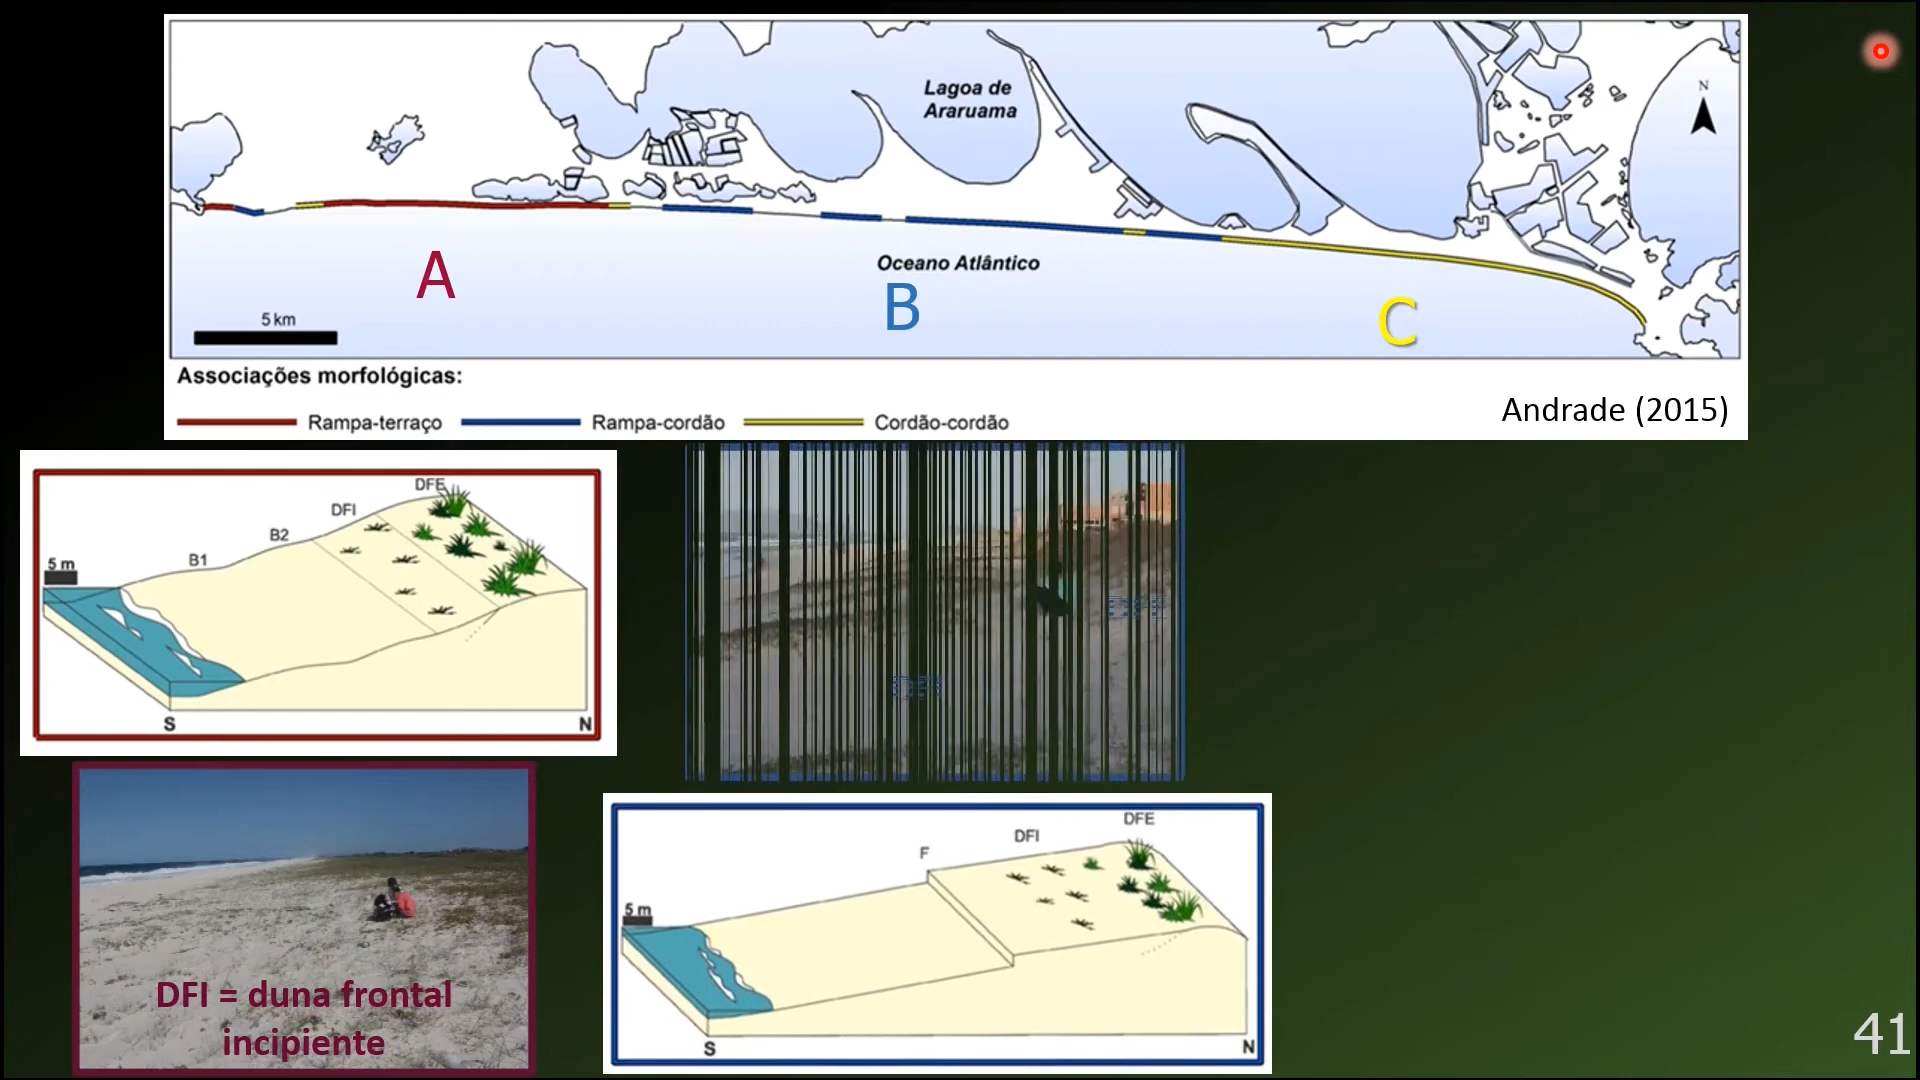 Lagoa de
Araruama
N
Oceano Atlântico
A
B
C
5 km
Associações morfológicas:
Rampa-terraço
Rampa-cordão
Cordão-cordão
Andrade (2015)
DFE
DFI
B2
B1
5 m
S
N
DFI = duna frontal
incipiente
DFE
DFI
F
5 m
S
N
41